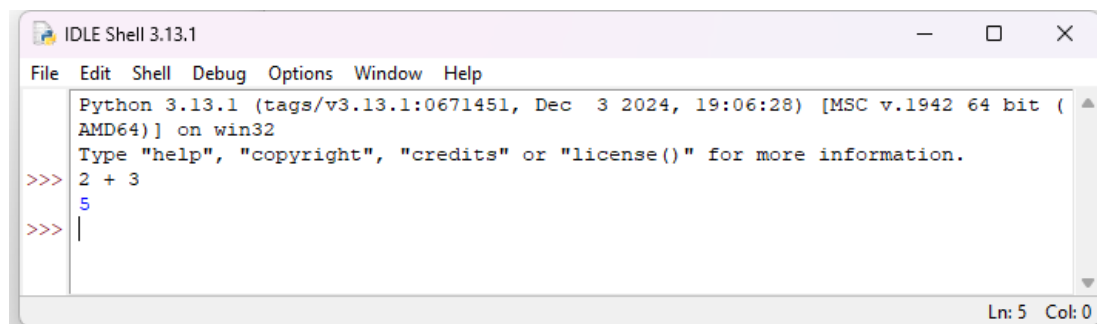 IDLE Shell 3.13.1
File Edit Shell Debug Options Window Help
Python 3.13.1 (tags/v3.13.1:0671451, Dec  3 2024, 19:06:28) [MSC v.1942 64 bit (
AMD64)] on win32
Type "help", "copyright", "credits" or "license()" for more information.
>>> 2 + 3
5
>>>
Ln: 5 Col: 0